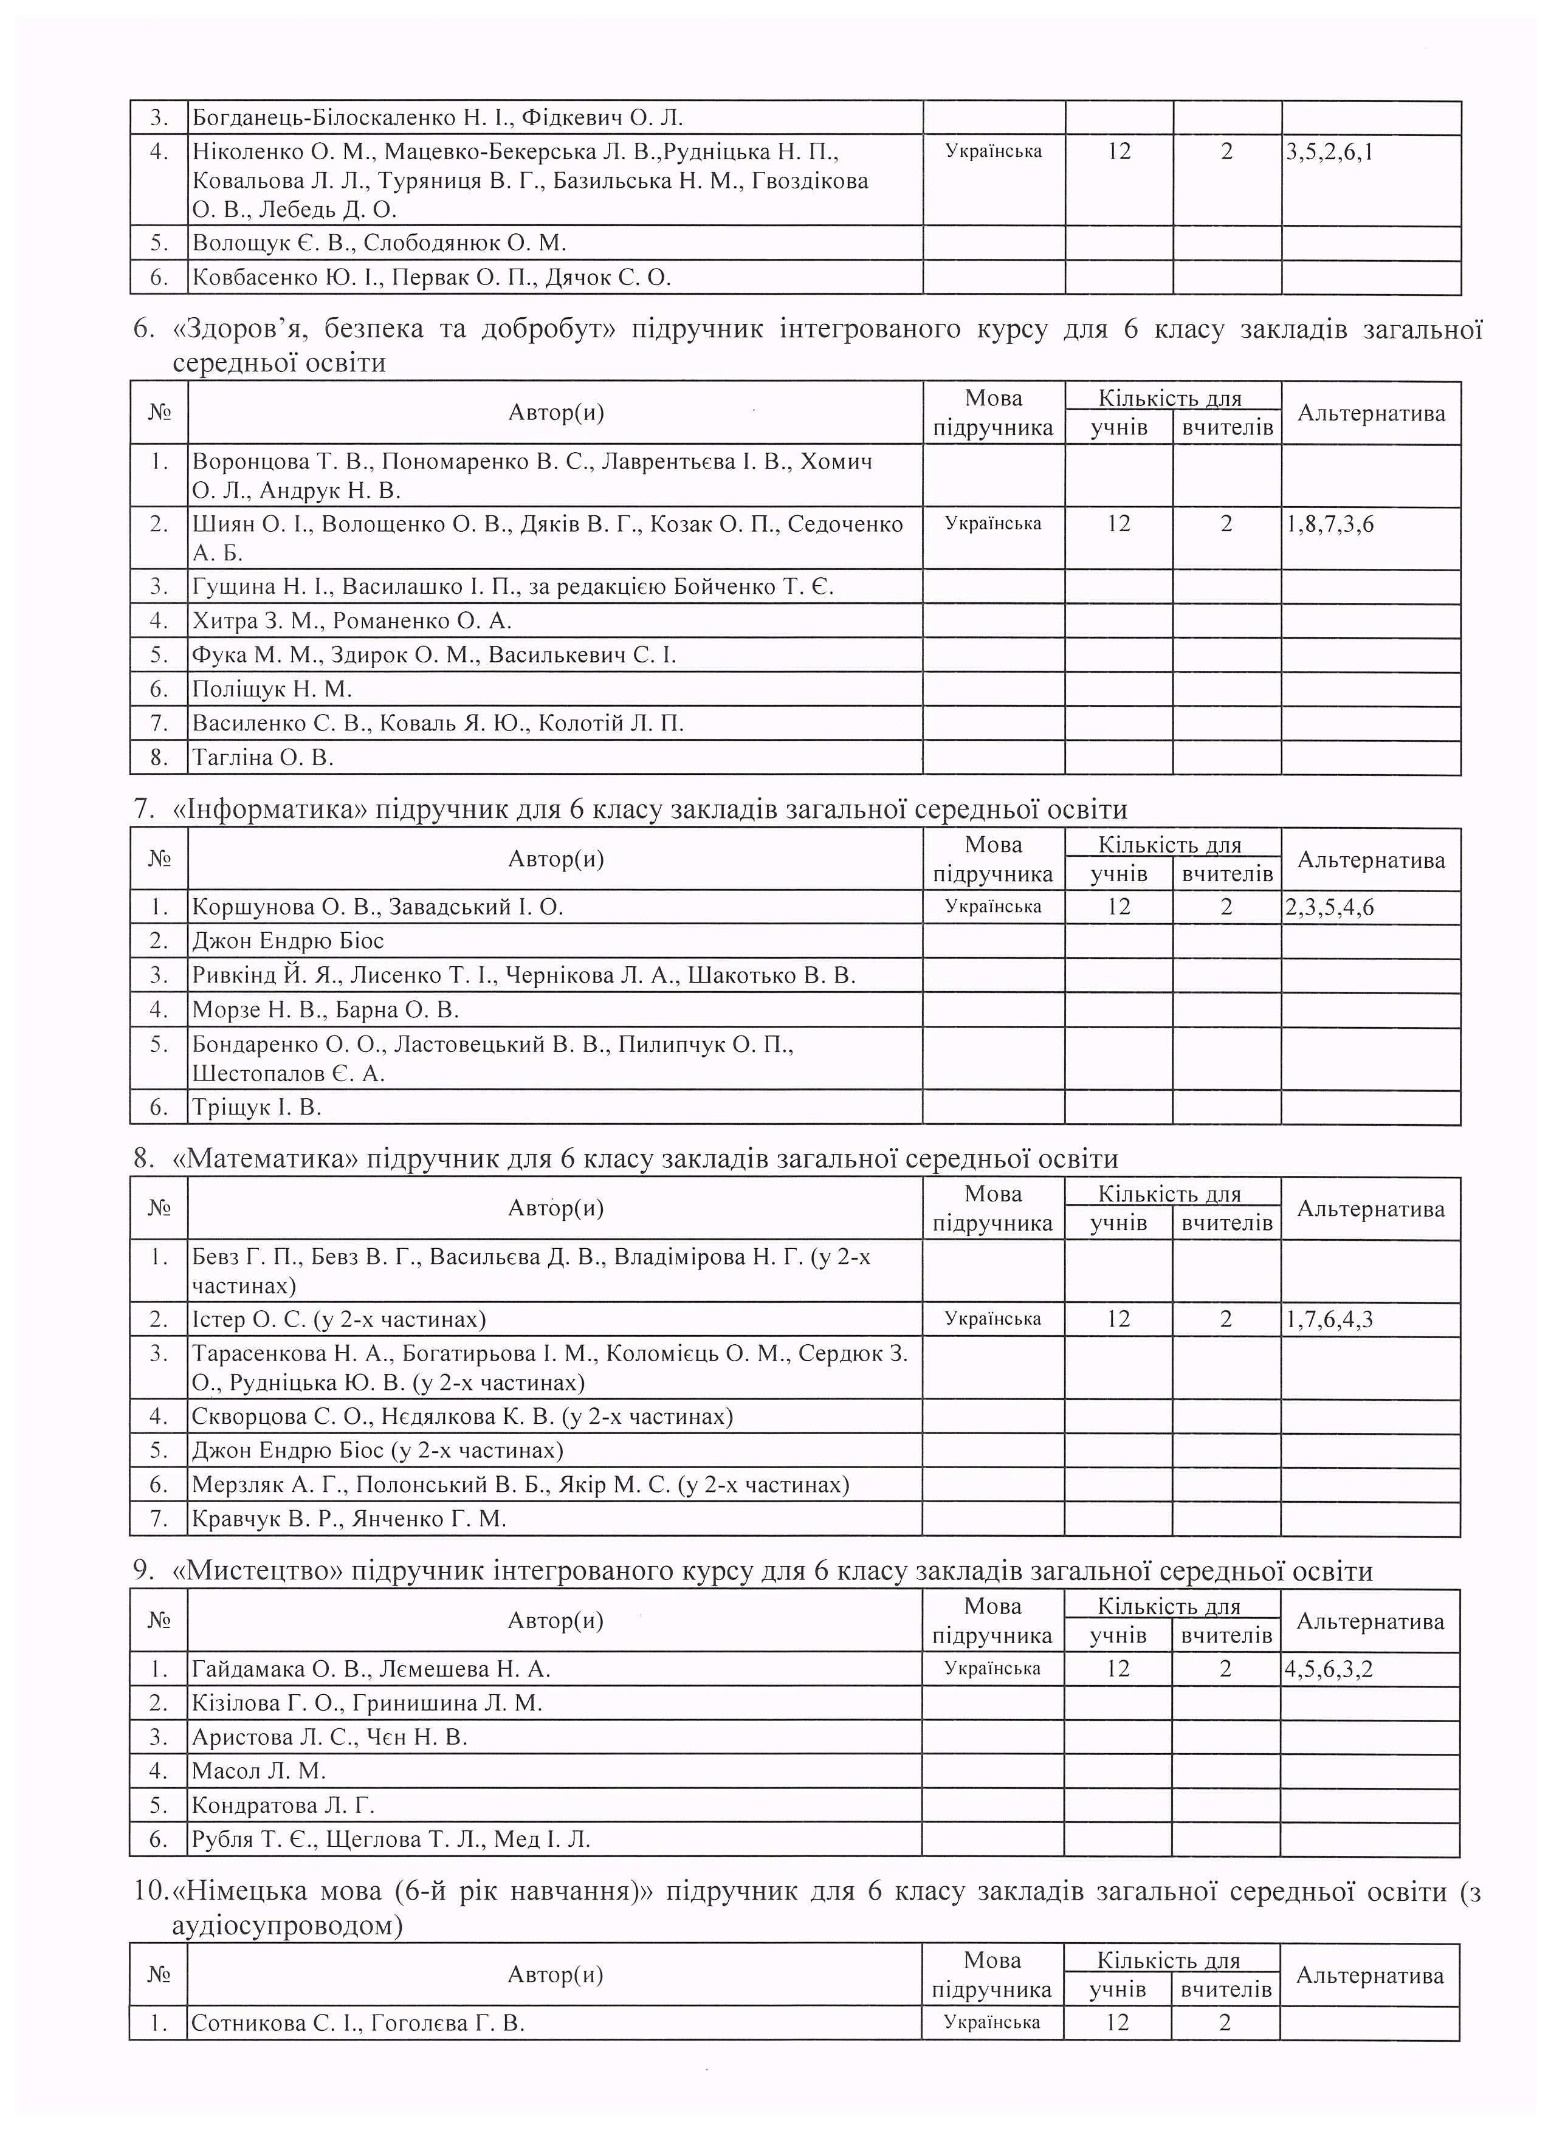 3. Богданець-Білоскаленко Н. І., Фідкевич О. Л.
4. Ніколенко О. М., Мацевко-Бекерська Л. В.,Рудніцька Н. П., Українська 12 2 3,5,2,6,1
Ковальова Л. Л., Туряниця В. Г., Базильська Н. М., Гвоздікова
О. В., Лебедь Д. О.
5. Волощук Є. В., Слободянюк О. М.
6. Ковбасенко Ю. І., Первак О. П., Дячок С. О.
6. «Здоров’я, безпека та добробут» підручник інтегрованого курсу для 6 класу закладів загальної
середньої освіти
№ Автор(и) Мова Кількість для Альтернатива
підручника учнів вчителів
1. Воронцова Т. В., Пономаренко В. С., Лаврентьєва І. В., Хомич
О. Л., Андрук Н. В.
2. Шиян О. І., Волощенко О. В., Дяків В. Г., Козак О. П., Седоченко Українська 12 2 1,8,7,3,6
А. Б.
3. Гущина Н. І., Василашко І. П., за редакцією Бойченко Т. Є.
4. Хитра З. М., Романенко О. А.
5. Фука М. М., Здирок О. М., Василькевич С. І.
6. Поліщук Н. М.
7. Василенко С. В., Коваль Я. Ю., Колотій Л. П.
8. Тагліна О. В.
7. «Інформатика» підручник для 6 класу закладів загальної середньої освіти
№ Автор(и) Мова Кількість для Альтернатива
підручника учнів вчителів
1. Коршунова О. В., Завадський І. О. Українська 12 2 2,3,5,4,6
2. Джон Ендрю Біос
3. Ривкінд Й. Я., Лисенко Т. І., Чернікова Л. А., Шакотько В. В.
4. Морзе Н. В., Барна О. В.
5. Бондаренко О. О., Ластовецький В. В., Пилипчук О. П.,
Шестопалов Є. А.
6. Тріщук І. В.
8. «Математика» підручник для 6 класу закладів загальної середньої освіти
№ Автор(и) Мова Кількість для Альтернатива
підручника учнів вчителів
1. Бевз Г. П., Бевз В. Г., Васильєва Д. В., Владімірова Н. Г. (у 2-х
частинах)
2. Істер О. С. (у 2-х частинах) Українська 12 2 1,7,6,4,3
3. Тарасенкова Н. А., Богатирьова І. М., Коломієць О. М., Сердюк З.
О., Рудніцька Ю. В. (у 2-х частинах)
4. Скворцова С. О., Нєдялкова К. В. (у 2-х частинах)
5. Джон Ендрю Біос (у 2-х частинах)
6. Мерзляк А. Г., Полонський В. Б., Якір М. С. (у 2-х частинах)
7. Кравчук В. Р., Янченко Г. М.
9. «Мистецтво» підручник інтегрованого курсу для 6 класу закладів загальної середньої освіти
№ Автор(и) Мова Кількість для Альтернатива
підручника учнів вчителів
1. Гайдамака О. В., Лємешева Н. А. Українська 12 2 4,5,6,3,2
2. Кізілова Г. О., Гринишина Л. М.
3. Аристова Л. С., Чєн Н. В.
4. Масол Л. М.
5. Кондратова Л. Г.
6. Рубля Т. Є., Щеглова Т. Л., Мед І. Л.
10. «Німецька мова (6-й рік навчання)» підручник для 6 класу закладів загальної середньої освіти (з
аудіосупроводом)
№ Автор(и) Мова Кількість для Альтернатива
підручника учнів вчителів
1. Сотникова С. І., Гоголєва Г. В. Українська 12 2